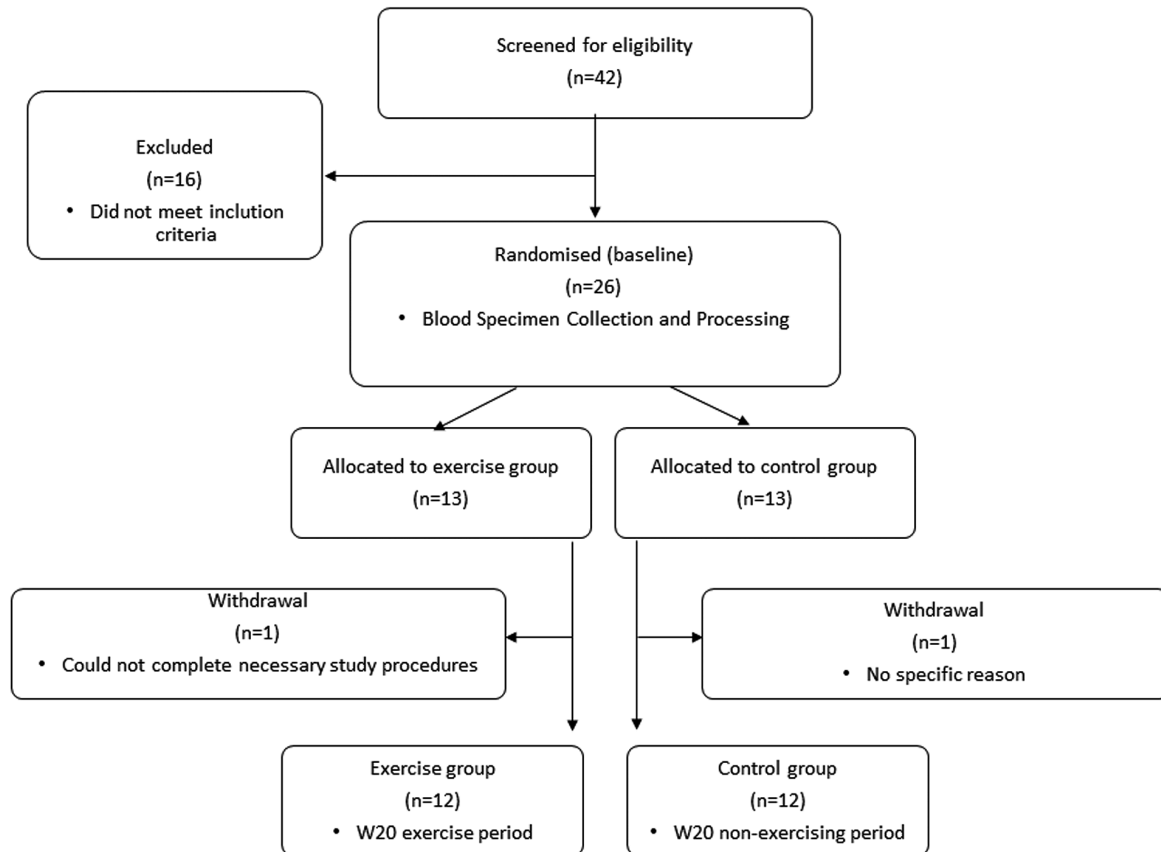 Screened for eligibility
(n=42)
Excluded
(n=16)
• Did not meet inclution
criteria
Randomised (baseline)
(n=26)
• Blood Specimen Collection and Processing
Allocated to exercise group
(n=13)
Allocated to control group
(n=13)
Withdrawal
(n=1)
• Could not complete necessary study procedures
Withdrawal
(n=1)
• No specific reason
Exercise group
(n=12)
• W20 exercise period
Control group
(n=12)
• W20 non-exercising period